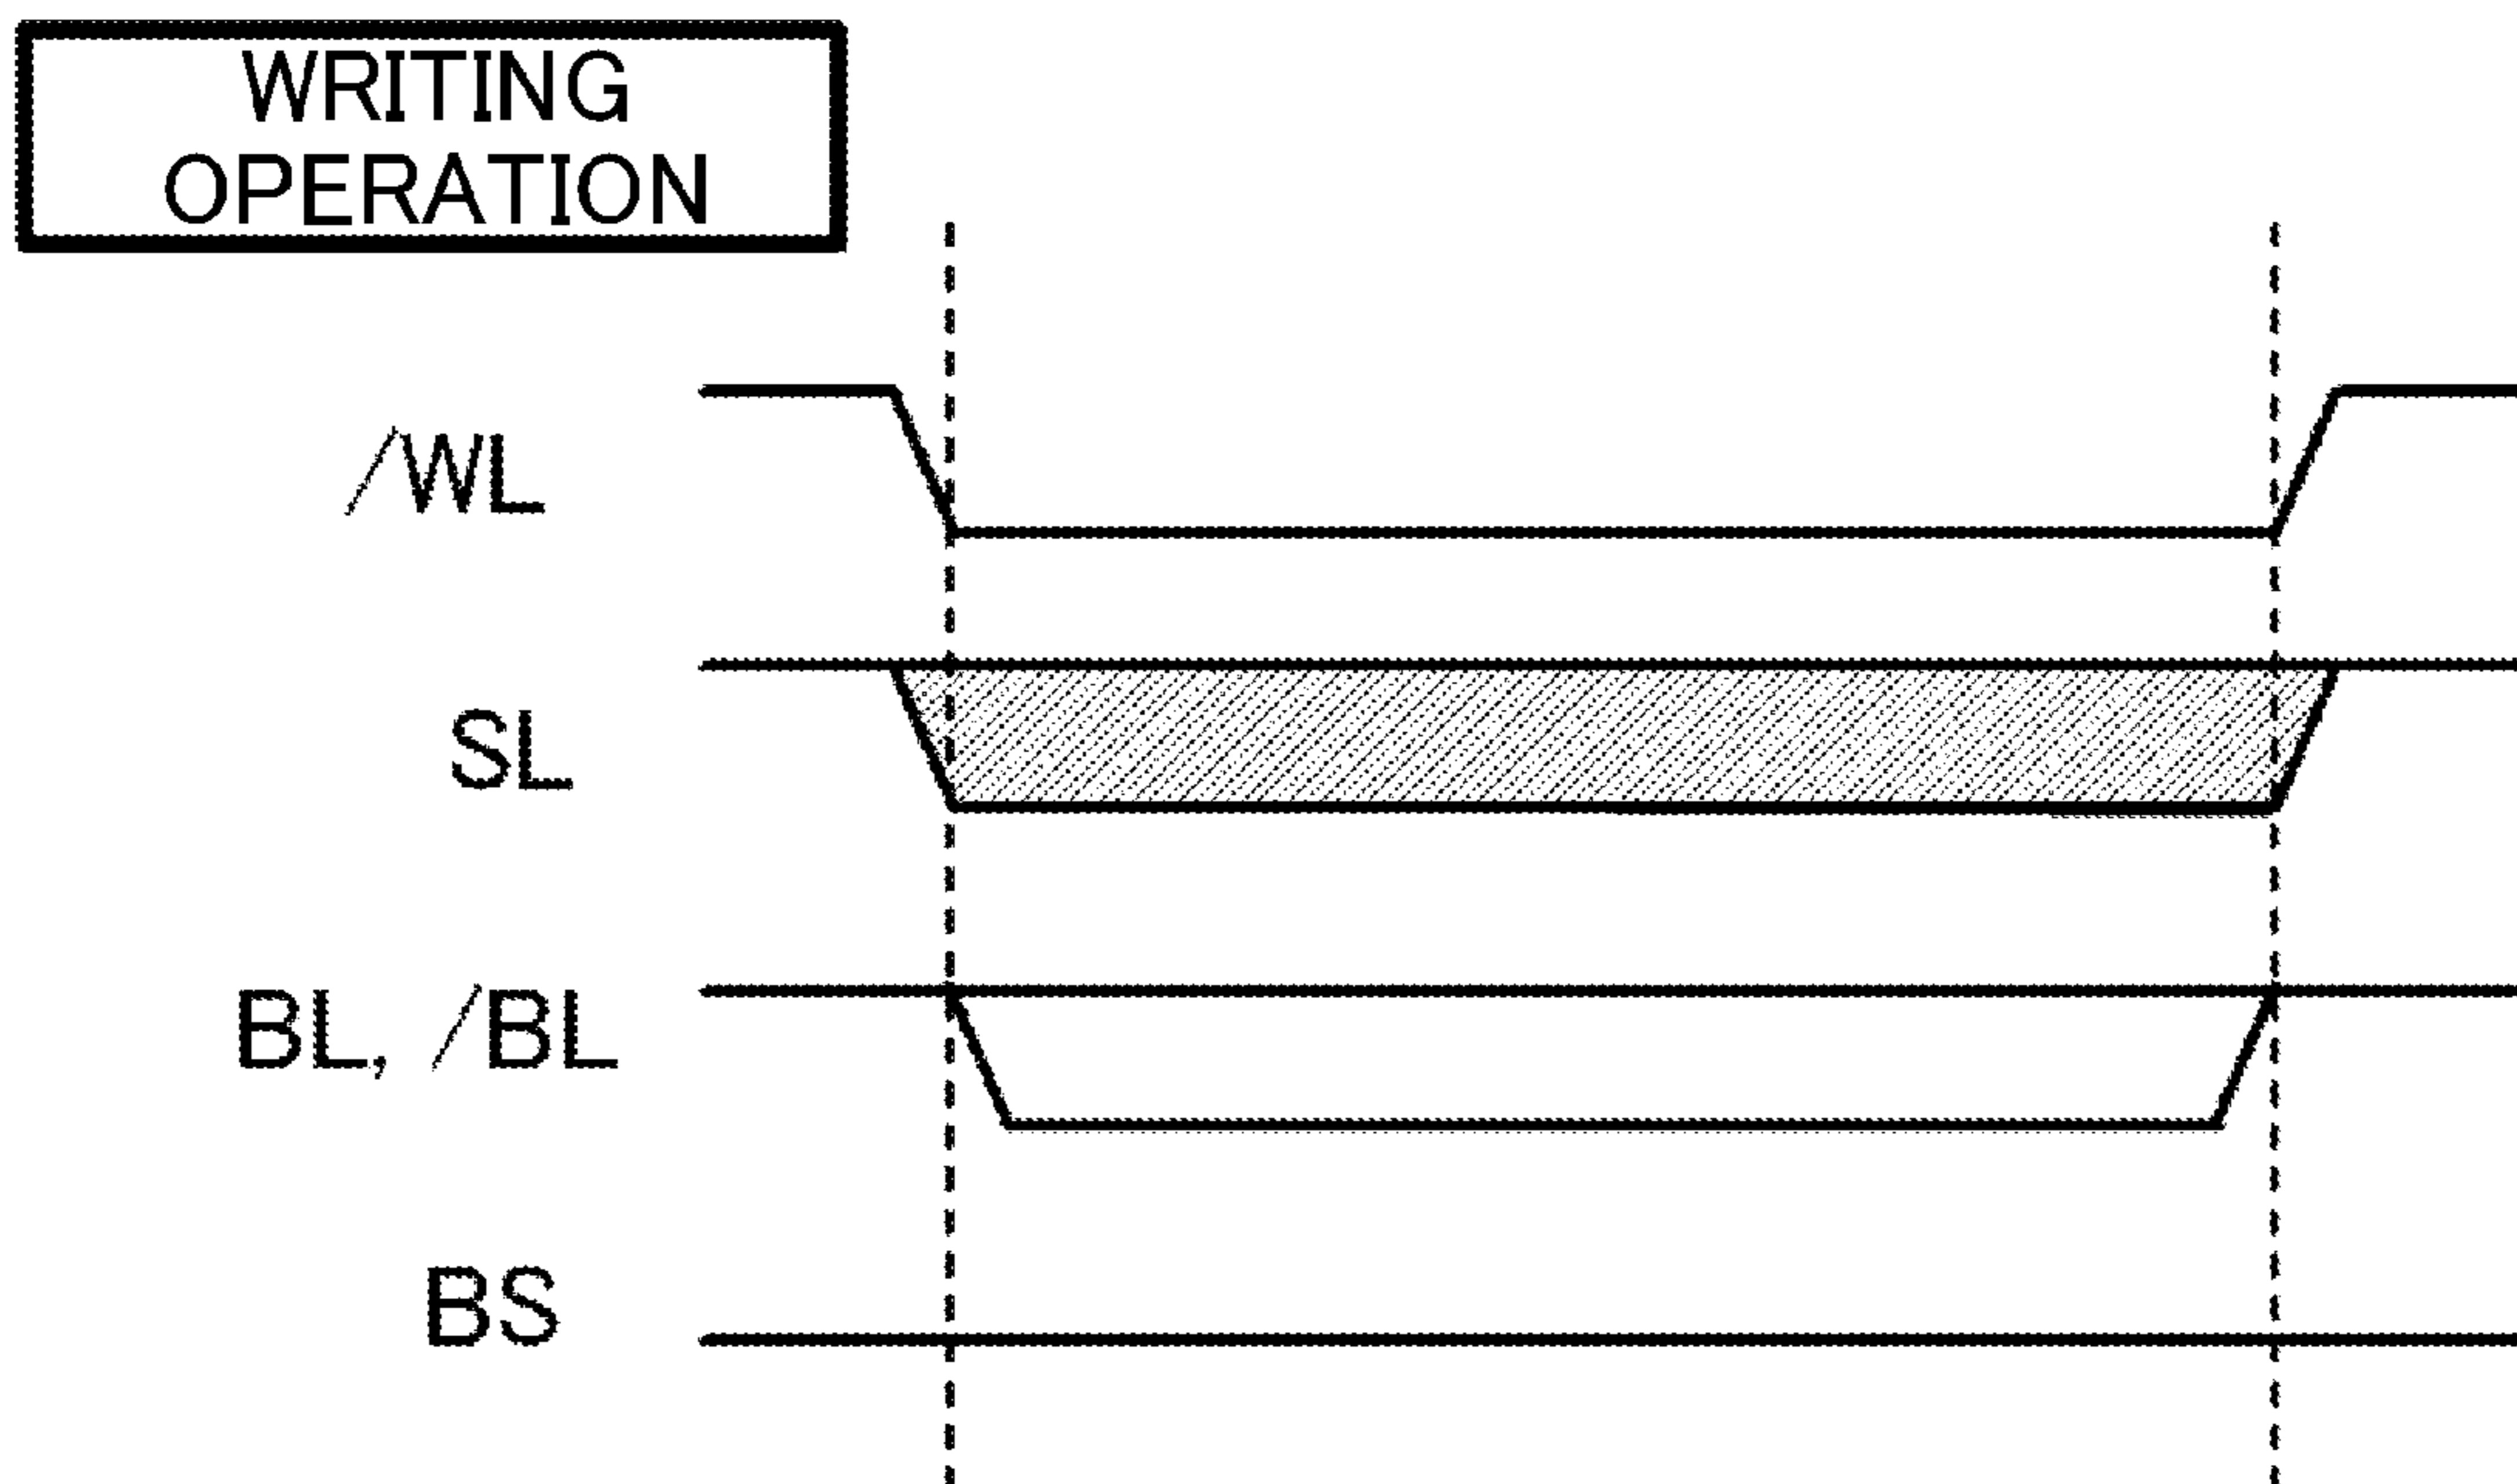 WRITING
OPERATION
/WL
SL
BL, /BL
BS